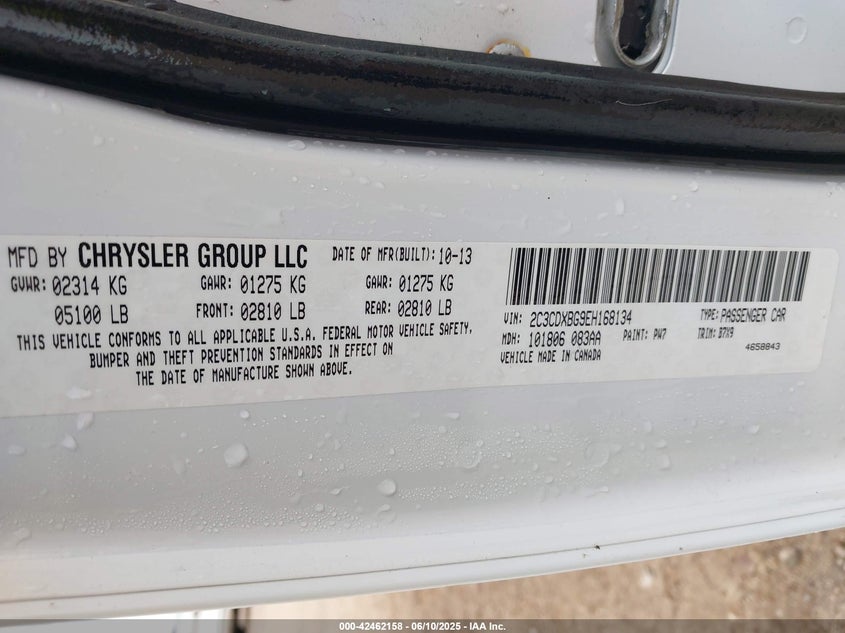 MFD BY CHRYSLER GROUP LLC DATE OF MFR(BUILT): 10-13
GVWR: 02314 KG GAWR: 01275 KG GAWR: 01275 KG
05100 LB FRONT: 02810 LB REAR: 02810 LB
THIS VEHICLE CONFORMS TO ALL APPLICABLE U.S.A. FEDERAL MOTOR VEHICLE SAFETY,
BUMPER AND THEFT PREVENTION STANDARDS IN EFFECT ON
THE DATE OF MANUFACTURE SHOWN ABOVE.
VIN: 2C3CDXBG9EH168134 TYPE: PASSENGER CAR
MDH: 101806 083AA PAINT: PW7 TRIM: B7X9
VEHICLE MADE IN CANADA 4658843
000-42462158 - 06/10/2025 - IAA Inc.